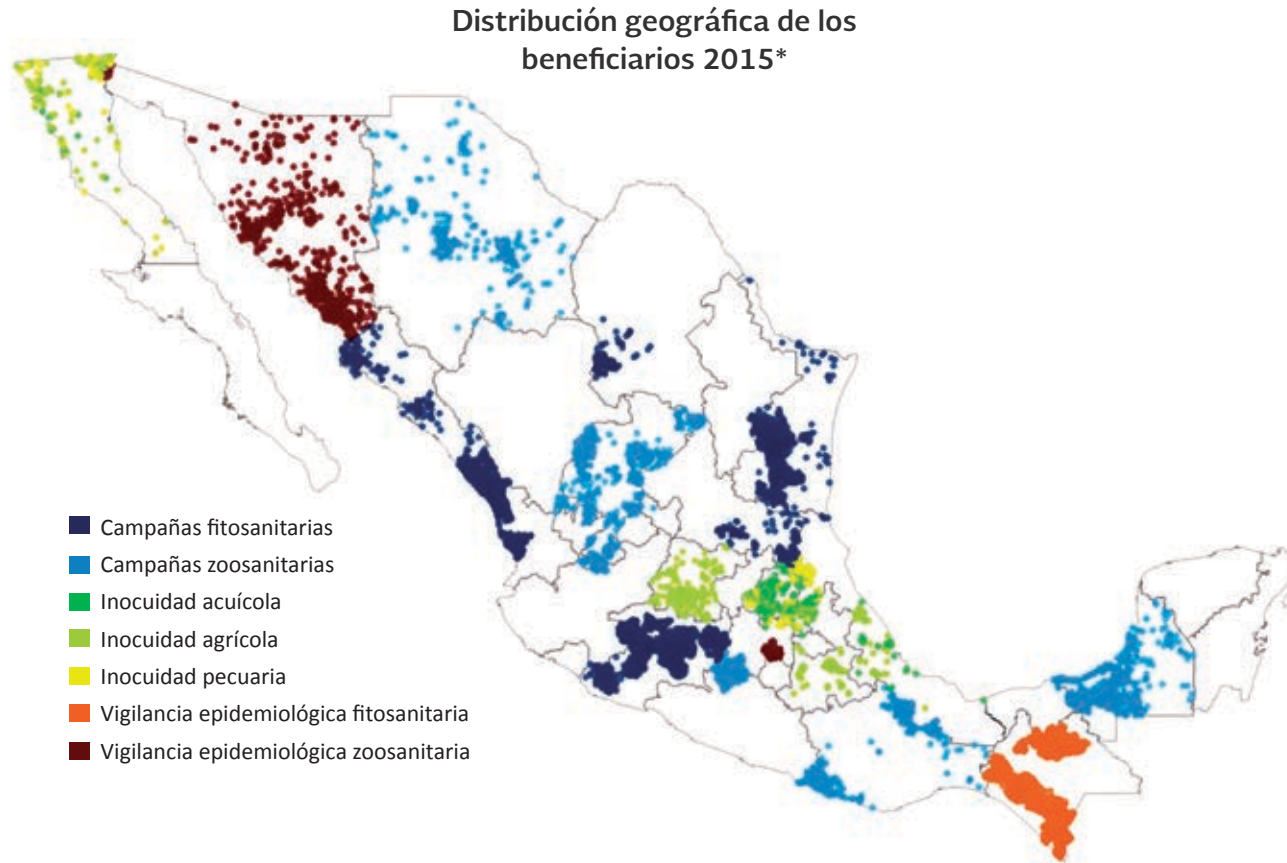 Distribución geográfica de los
beneficiarios 2015*
Campañas fitosanitarias
Campañas zoosanitarias
Inocuidad acuícola
Inocuidad agrícola
Inocuidad pecuaria
Vigilancia epidemiológica fitosanitaria
Vigilancia epidemiológica zoosanitaria